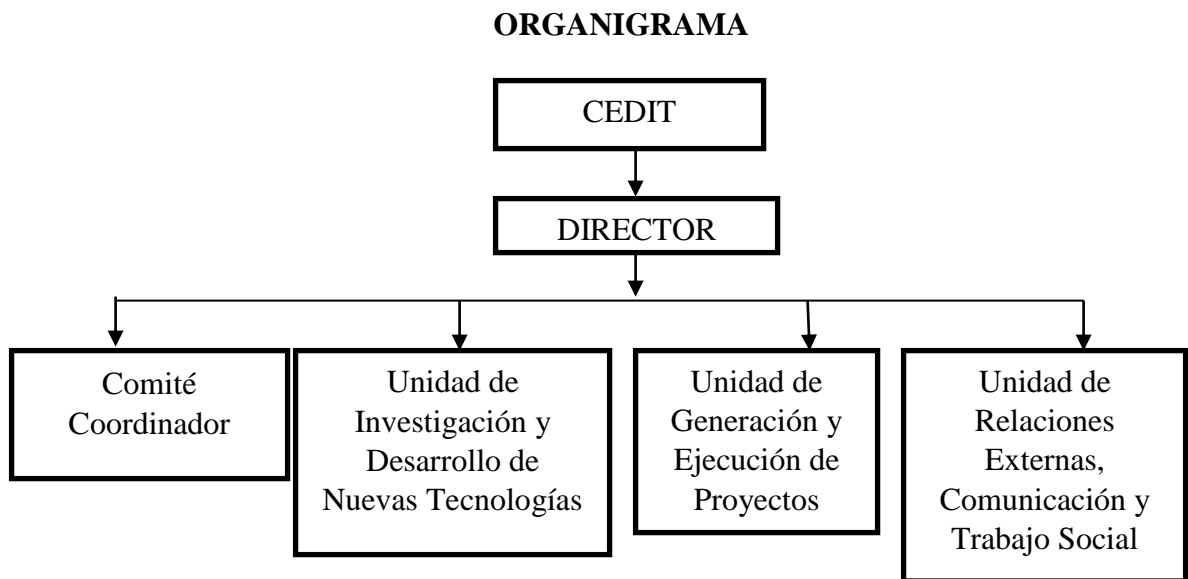 ORGANIGRAMA
CEDIT
DIRECTOR
Comité
Coordinador
Unidad de
Investigación y
Desarrollo de
Nuevas Tecnologías
Unidad de
Generación y
Ejecución de
Proyectos
Unidad de
Relaciones
Externas,
Comunicación y
Trabajo Social